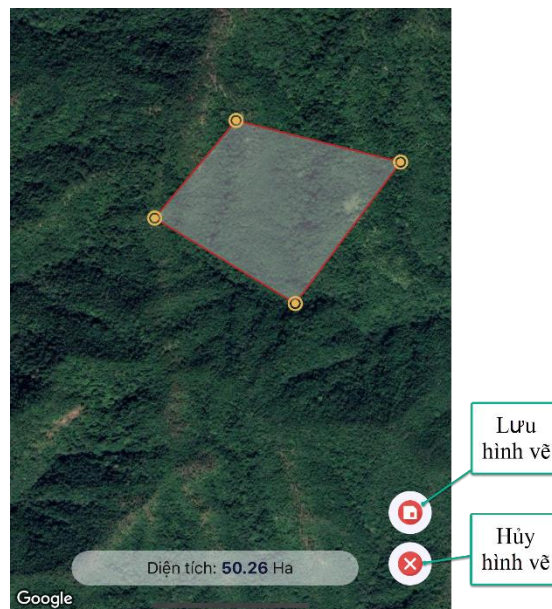 Lưu
hình vẽ
Hủy
hình vẽ
Diện tích: 50.26 Ha
Google